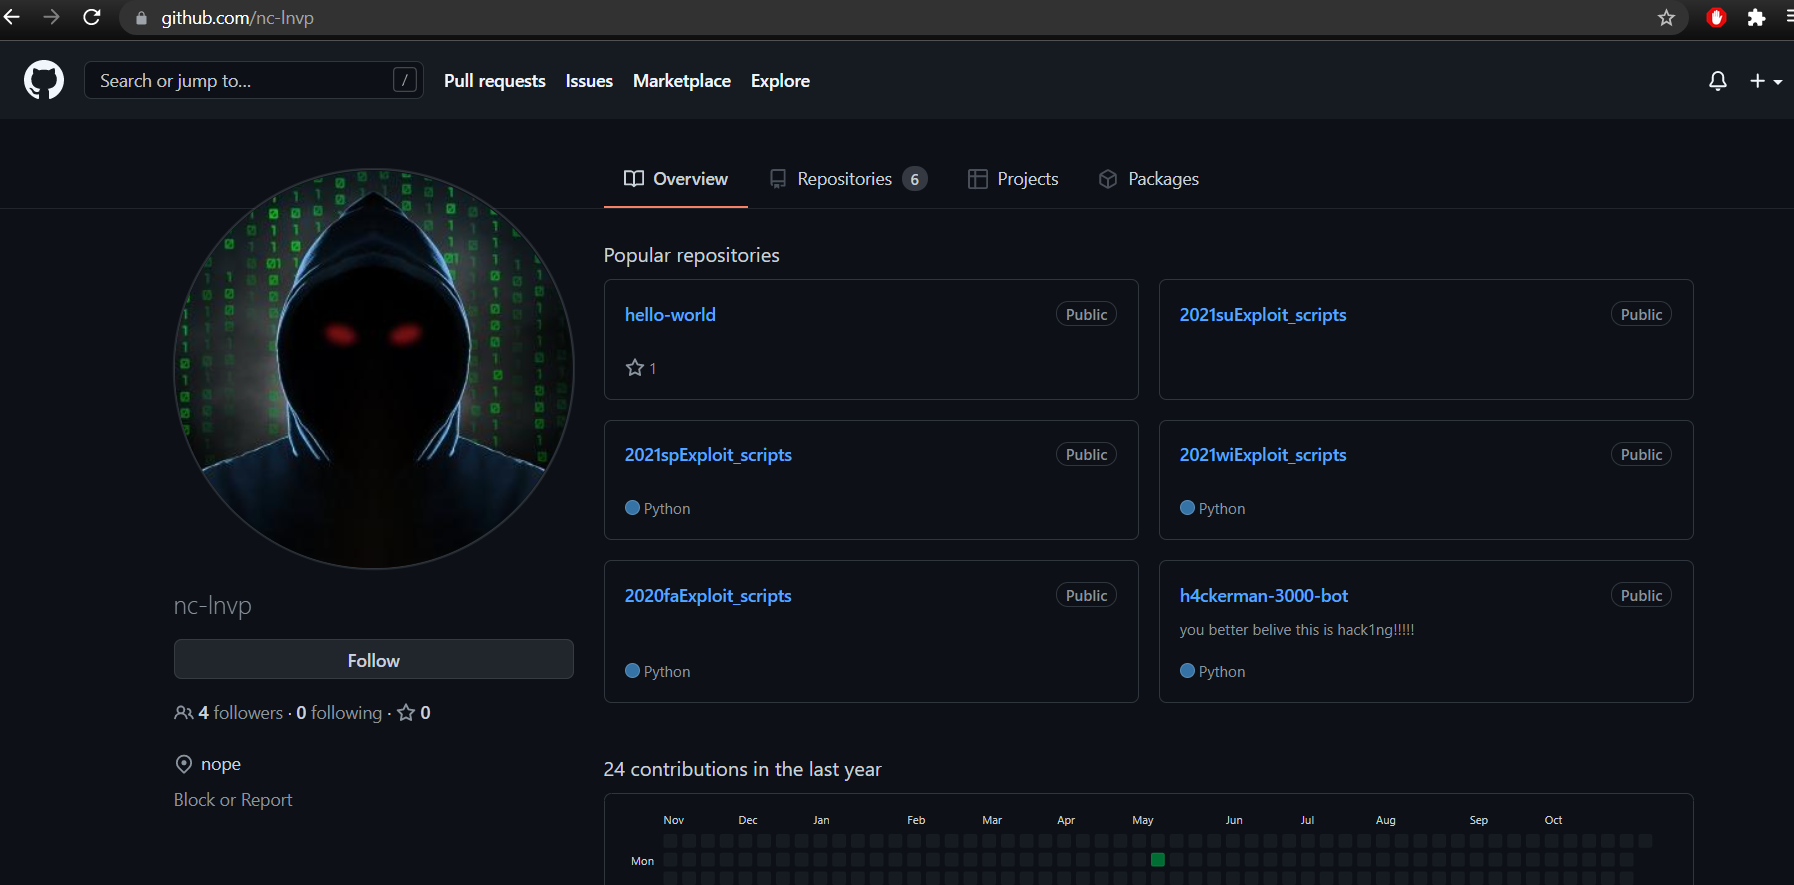 github.com/nc-lnvp
Search or jump to... /
Pull requests Issues Marketplace Explore
Overview Repositories 6 Projects Packages
Popular repositories
hello-world Public
1
2021suExploit_scripts Public
2021spExploit_scripts Public
Python
2021wiExploit_scripts Public
Python
2020faExploit_scripts Public
Python
h4ckerman-3000-bot Public
you better belive this is hack1ng!!!!!
Python
nc-lnvp
Follow
4 followers · 0 following · 0
nope
Block or Report
24 contributions in the last year
Nov Dec Jan Feb Mar Apr May Jun Jul Aug Sep Oct
Mon